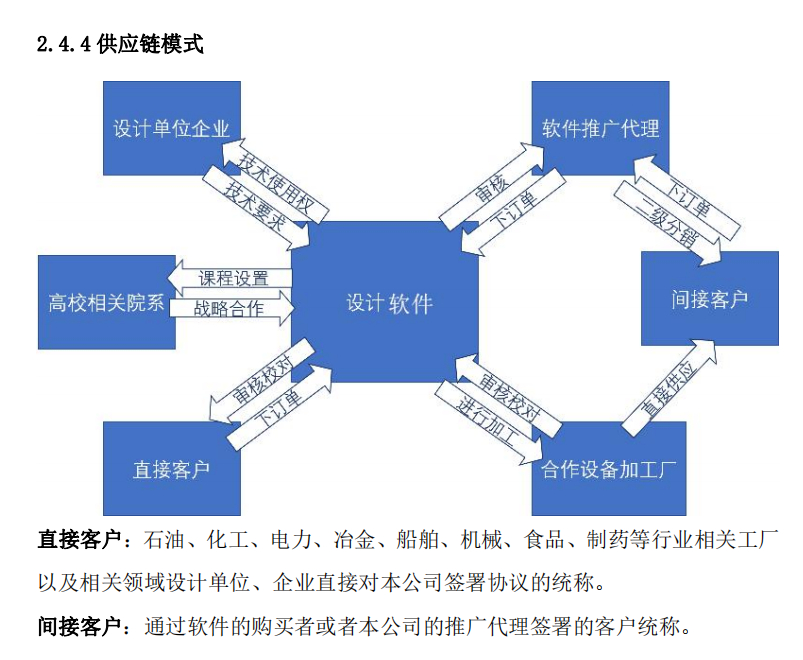 2.4.4供应链模式
设计单位企业
软件推广代理
技术使用权
技术要求
审核
下订单
下订单
二级分销
课程设置
战略合作
高校相关院系
设计软件
间接客户
审核校对
下订单
审核校对
进行加工
直接供应
直接客户
合作设备加工厂
直接客户：石油、化工、电力、冶金、船舶、机械、食品、制药等行业相关工厂
以及相关领域设计单位、企业直接对本公司签署协议的统称。
间接客户：通过软件的购买者或者本公司的推广代理签署的客户统称。